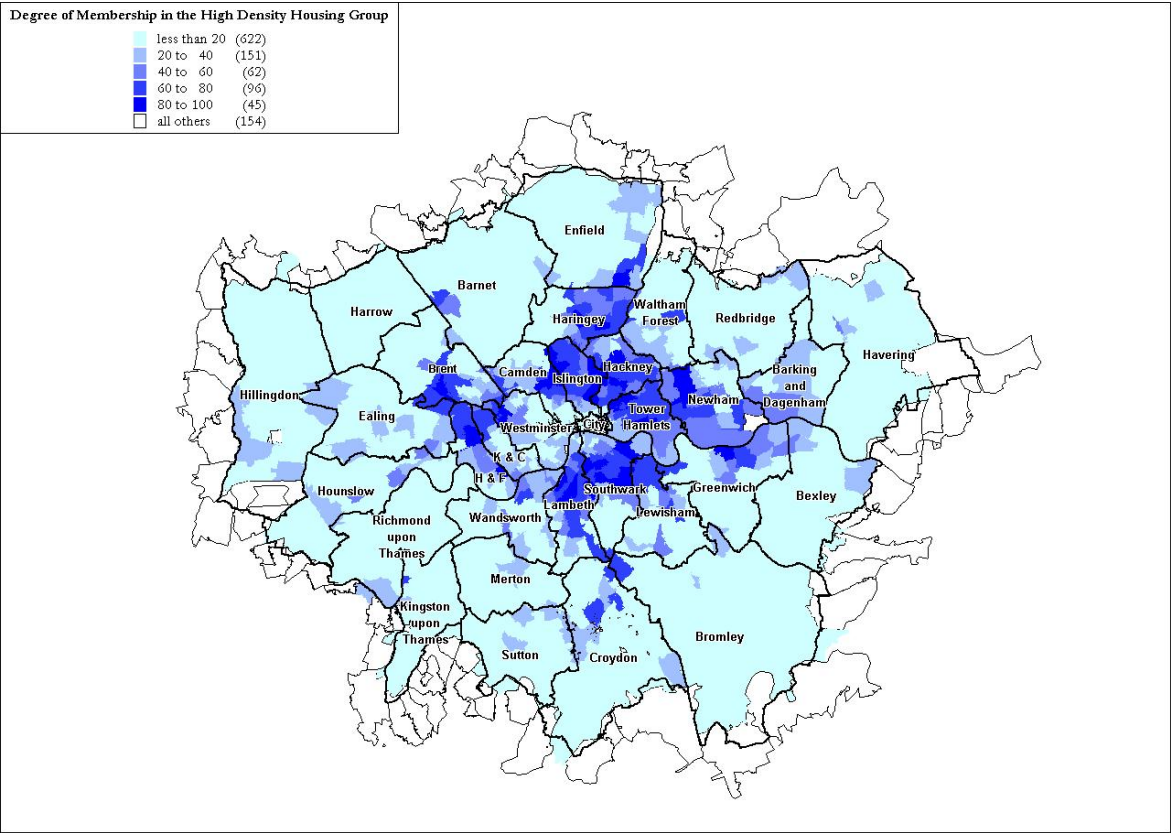 Degree of Membership in the High Density Housing Group
less than 20 (622)
20 to 40 (151)
40 to 60 (62)
60 to 80 (96)
80 to 100 (45)
all others (154)
Enfield
Barnet
Harrow
Haringey
Waltham
Forest
Redbridge
Havering
Brent
Camden
Islington
Hackney
Barking
and
Dagenham
Hillingdon
Ealing
Newham
Tower
Hamlets
Westminster
City
K & C
H & F
Hounslow
Southwark
Greenwich
Bexley
Lambeth
Lewisham
Wandsworth
Richmond
upon
Thames
Merton
Kingston
upon
Thames
Bromley
Sutton
Croydon